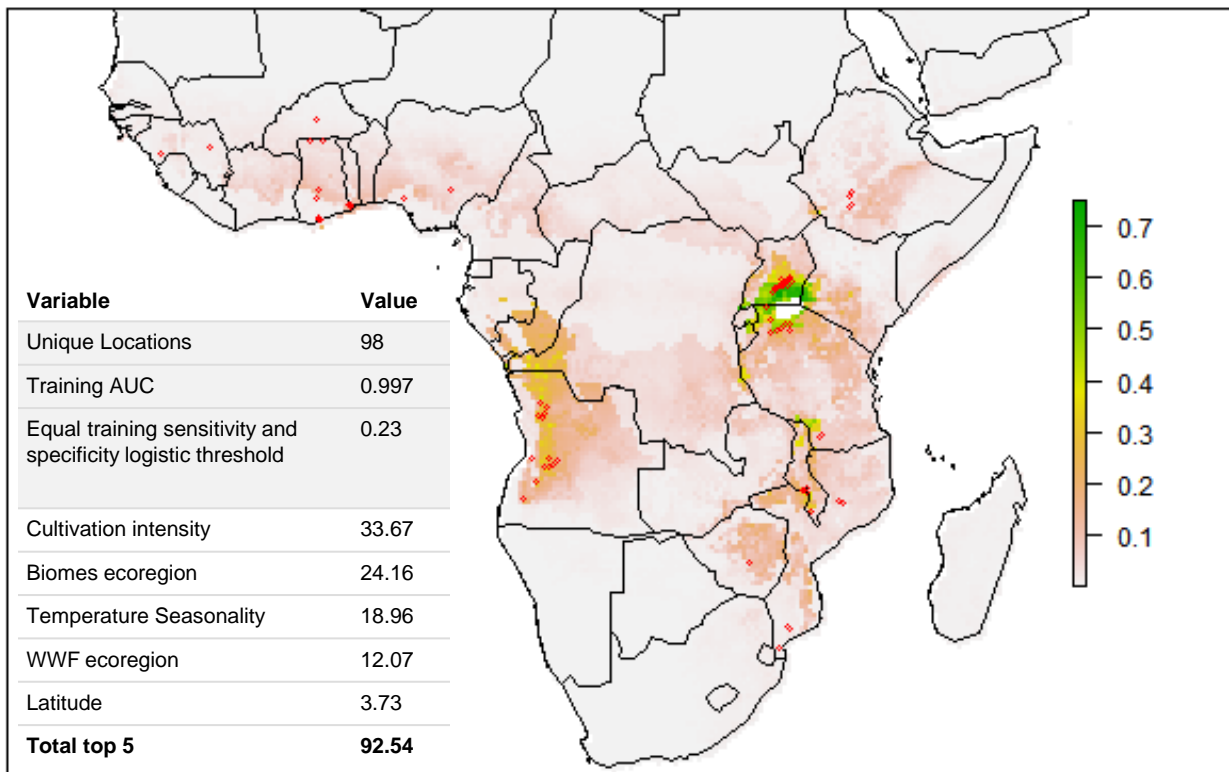 Variable Value
Unique Locations 98
Training AUC 0.997
Equal training sensitivity and 0.23
specificity logistic threshold
Cultivation intensity 33.67
Biomes ecoregion 24.16
Temperature Seasonality 18.96
WWF ecoregion 12.07
Latitude 3.73
Total top 5 92.54
0.7
0.6
0.5
0.4
0.3
0.2
0.1